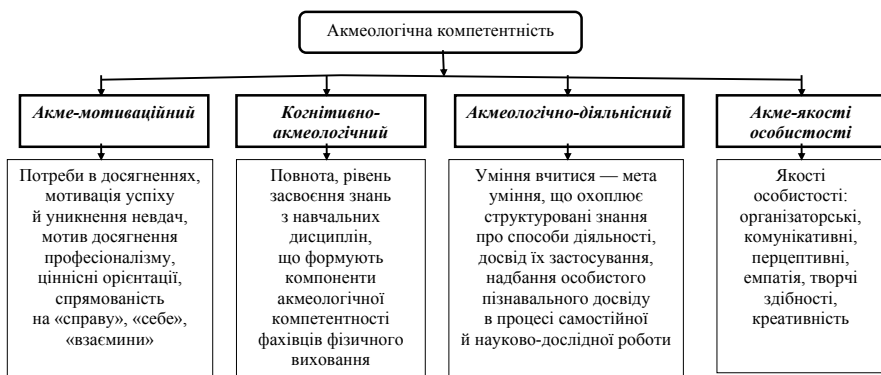 Акмеологічна компетентність
Акме-мотиваційний
Потреби в досягненнях,
мотивація успіху
й уникнення невдач,
мотив досягнення
професіоналізму,
ціннісні орієнтації,
спрямованість
на «справу», «себе»,
«взаємини»
Когнітивно-
акмеологічний
Повнота, рівень
засвоєння знань
з навчальних
дисциплін,
що формують
компоненти
акмеологічної
компетентності
фахівців фізичного
виховання
Акмеологічно-діяльнісний
Уміння вчитися — мета
уміння, що охоплює
структуровані знання
про способи діяльності,
досвід їх застосування,
надбання особистого
пізнавального досвіду
в процесі самостійної
й науково-дослідної роботи
Акме-якості
особистості
Якості
особистості:
організаторські,
комунікативні,
перцептивні,
емпатія, творчі
здібності,
креативність